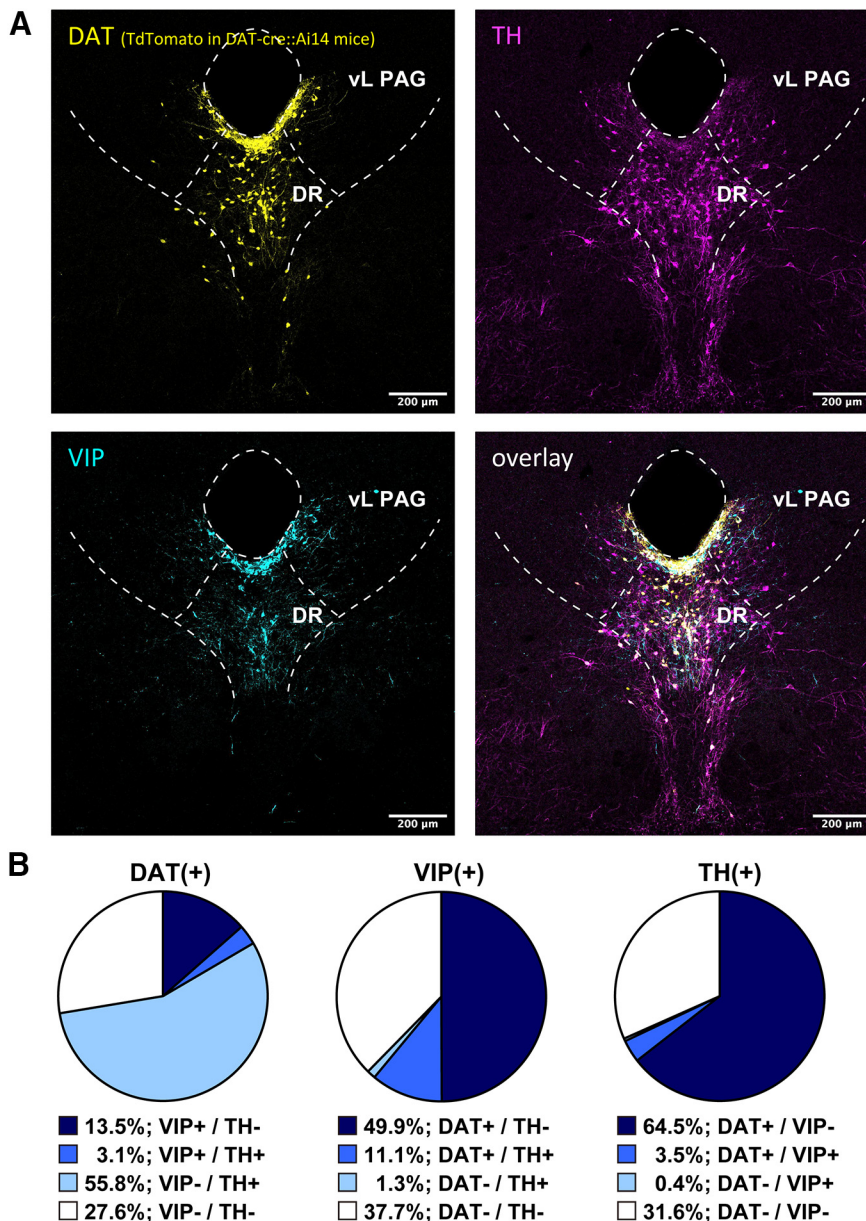 A
DAT (TdTomato in DAT-cre::Ai14 mice)
vL PAG
DR
200 µm
TH
vL PAG
DR
200 µm
VIP
vL PAG
DR
200 µm
overlay
vL PAG
DR
200 µm
B
DAT(+)
13.5%; VIP+ / TH-
3.1%; VIP+ / TH+
55.8%; VIP- / TH+
27.6%; VIP- / TH-
VIP(+)
49.9%; DAT+ / TH-
11.1%; DAT+ / TH+
1.3%; DAT- / TH+
37.7%; DAT- / TH-
TH(+)
64.5%; DAT+ / VIP-
3.5%; DAT+ / VIP+
0.4%; DAT- / VIP+
31.6%; DAT- / VIP-